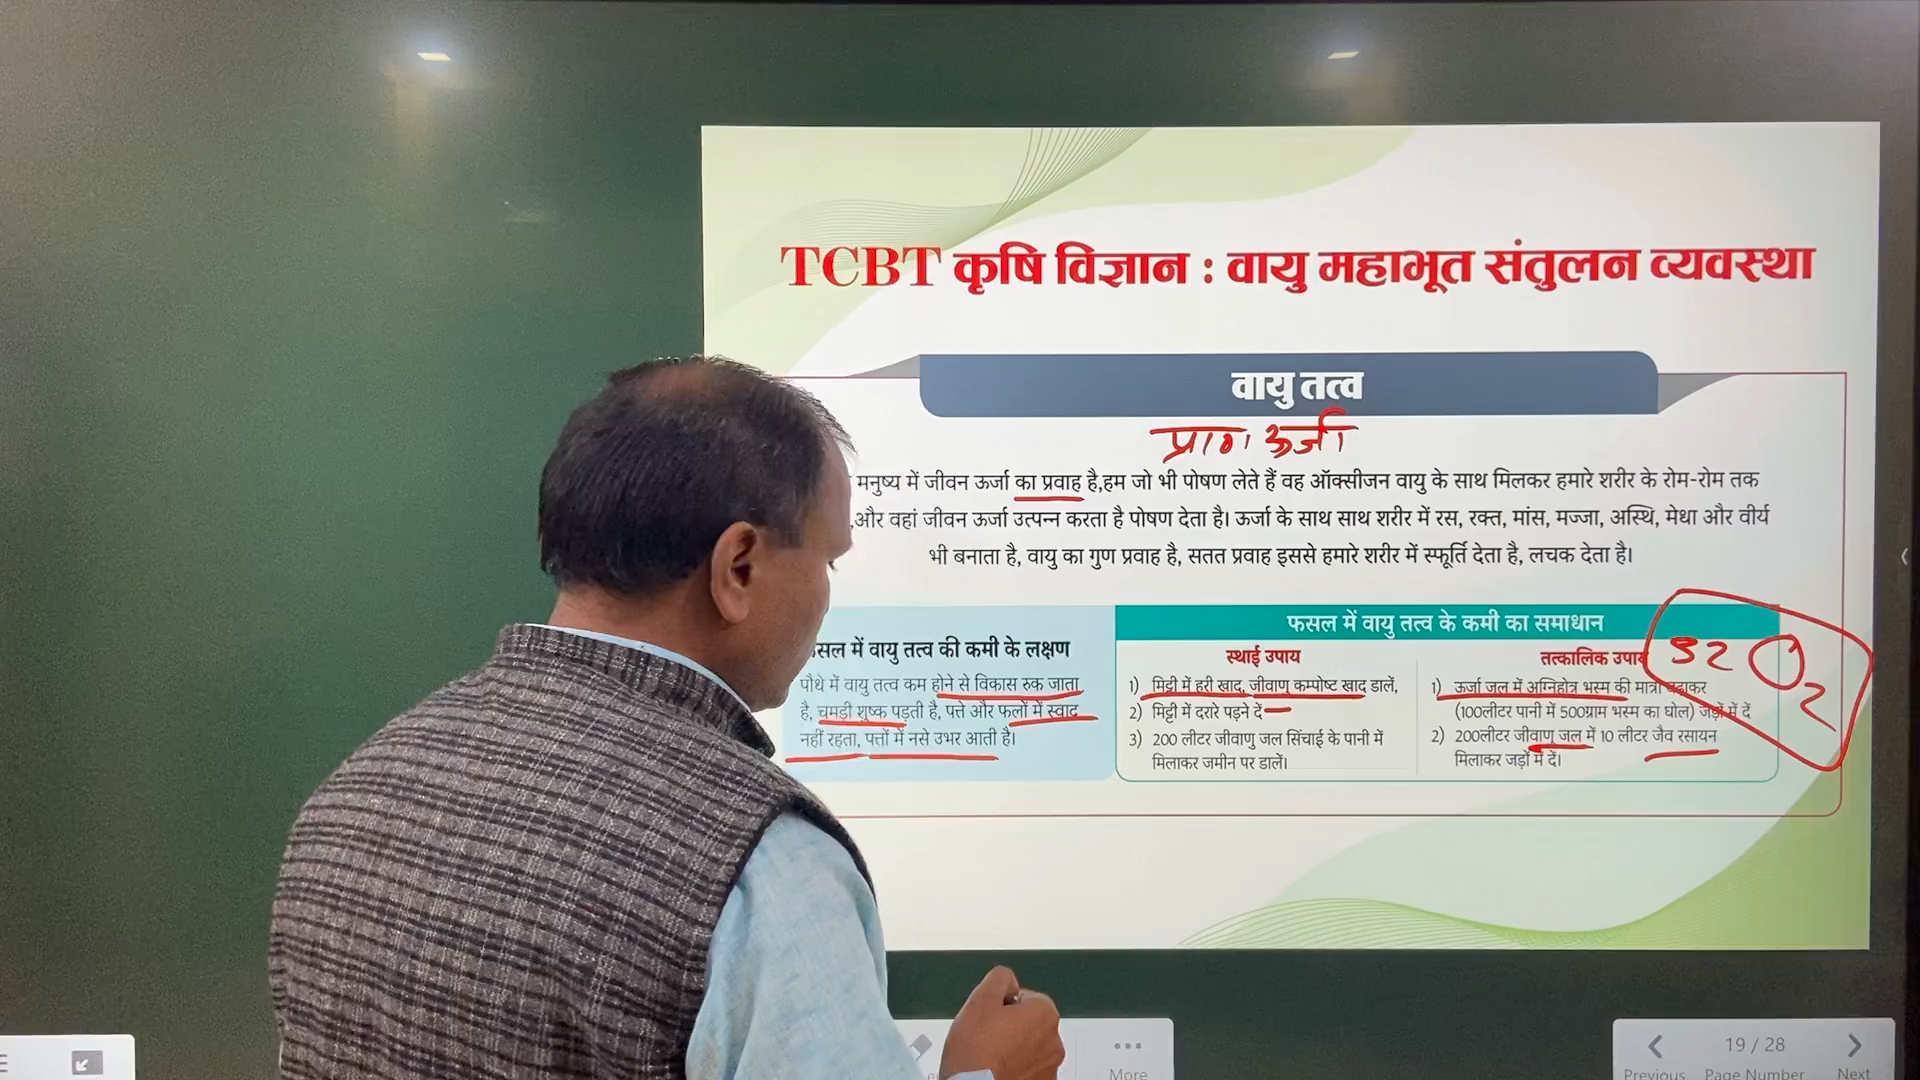 TCBT कृषि विज्ञान : वायु महाभूत संतुलन व्यवस्था
वायु तत्व
प्राण ऊर्जा
मनुष्य में जीवन ऊर्जा का प्रवाह है,हम जो भी पोषण लेते हैं वह ऑक्सीजन वायु के साथ मिलकर हमारे शरीर के रोम-रोम तक
,और वहां जीवन ऊर्जा उत्पन्न करता है पोषण देता है। ऊर्जा के साथ साथ शरीर में रस, रक्त, मांस, मज्जा, अस्थि, मेधा और वीर्य
भी बनाता है, वायु का गुण प्रवाह है, सतत प्रवाह इससे हमारे शरीर में स्फूर्ति देता है, लचक देता है।
में वायु तत्व की कमी के लक्षण
पौधे में वायु तत्व कम होने से विकास रुक जाता
है, चमड़ी शुष्क पड़ती है, पत्ते और फलों में स्वाद
नहीं रहता, पत्तों में नसे उभर आती है।
फसल में वायु तत्व के कमी का समाधान
स्थाई उपाय
1) मिट्टी में हरी खाद, जीवाणु कम्पोष्ट खाद डालें,
2) मिट्टी में दरारे पड़ने दें
3) 200 लीटर जीवाणु जल सिंचाई के पानी में
मिलाकर जमीन पर डालें।
तत्कालिक उपाय
1) ऊर्जा जल में अग्निहोत्र भस्म की मात्रा बढ़ाकर
(100लीटर पानी में 500ग्राम भस्म का घोल) जड़ों में दें
2) 200लीटर जीवाणु जल में 10 लीटर जैव रसायन
मिलाकर जड़ों में दें।
32 O2
More
19 / 28
Previous Page Number Next